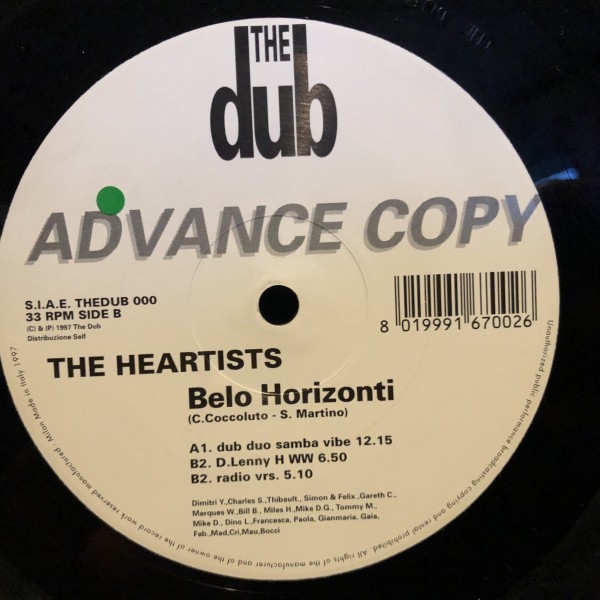 THE
dub
ADVANCE COPY
S.I.A.E. THEDUB 000
33 RPM SIDE B
(C) & (P) 1997 The Dub
Distribuzione Self
8 019991 670026
THE HEARTISTS
Belo Horizonti
(C.Coccoluto - S. Martino)
A1. dub duo samba vibe 12.15
B2. D.Lenny H WW 6.50
B2. radio vrs. 5.10
Dimitri Y.,Charles S.,Thibault., Simon & Felix.,Gareth C.,
Marques W.,Bill B., Miles H.,Mike D.G., Tommy M.,
Mike D., Dino L.,Francesca, Paola, Gianmaria, Gaia,
Fab.,Mad,Cri,Mau,Bocci
Unauthorized public performance broadcasting copying and rental prohibited. All rights of the manufacturer and of the owner of the record work reserved manufactured. Milan Made in Italy